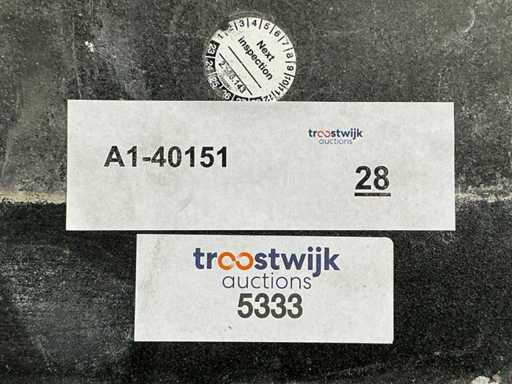 Next
inspection
A1-40151
troostwijk
auctions
28
troostwijk
auctions
5333